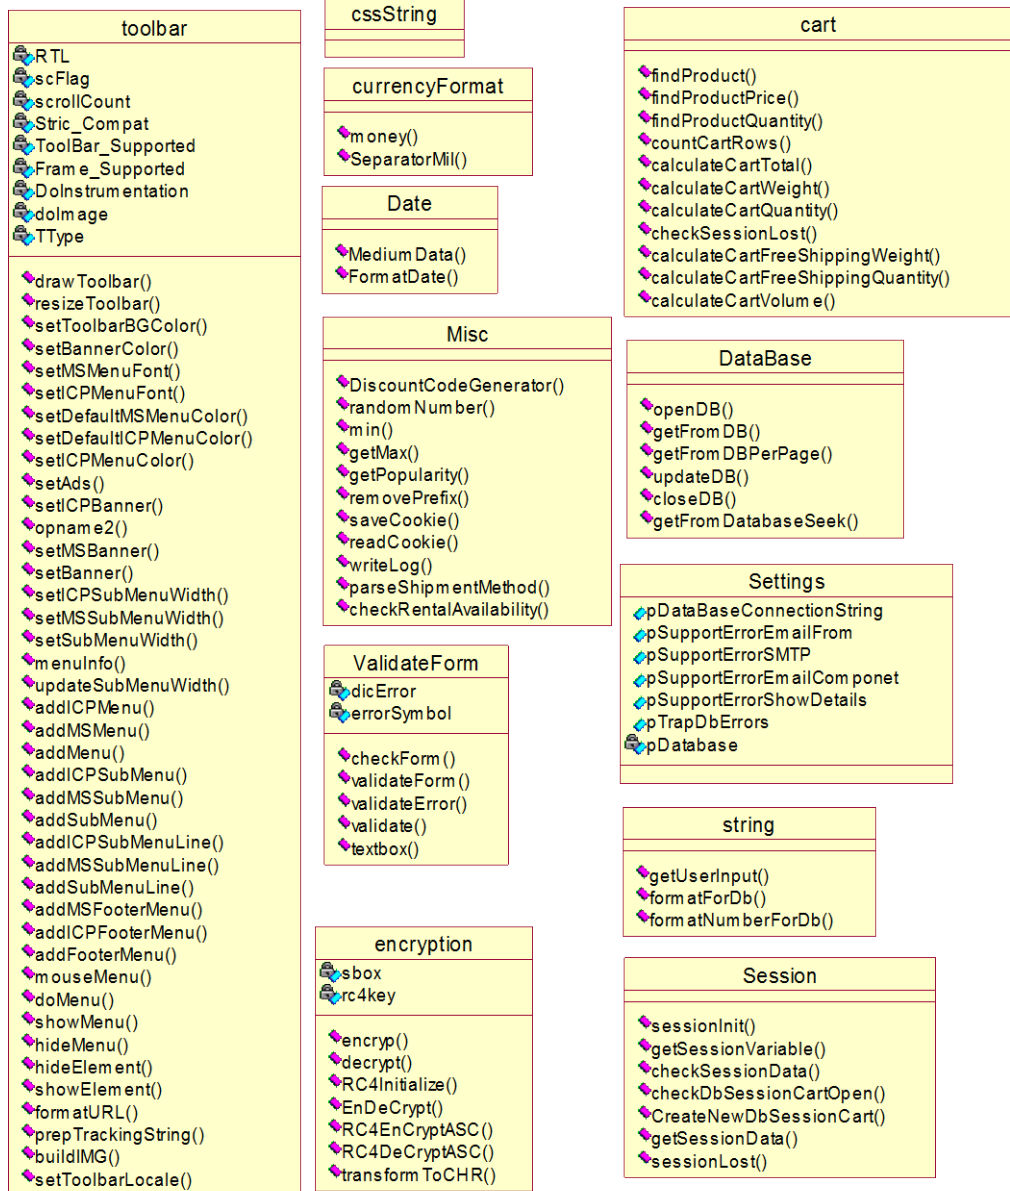 toolbar
RTL
scFlag
scrollCount
Stric_Compat
ToolBar_Supported
Frame_Supported
DoInstrumentation
doImage
TType
drawToolbar()
resizeToolbar()
setToolbarBGColor()
setBannerColor()
setMSMenuFont()
setICPMenuFont()
setDefaultMSMenuColor()
setDefaultICPMenuColor()
setICPMenuColor()
setAds()
setICPBanner()
opname2()
setMSBanner()
setBanner()
setICPSubMenuWidth()
setMSSubMenuWidth()
setSubMenuWidth()
menuInfo()
updateSubMenuWidth()
addICPMenu()
addMSMenu()
addMenu()
addICPSubMenu()
addMSSubMenu()
addSubMenu()
addICPSubMenuLine()
addMSSubMenuLine()
addSubMenuLine()
addMSFooterMenu()
addICPFooterMenu()
addFooterMenu()
mouseMenu()
doMenu()
showMenu()
hideMenu()
hideElement()
showElement()
formatURL()
prepTrackingString()
buildIMG()
setToolbarLocale()
cssString
currencyFormat
money()
SeparatorMil()
Date
MediumData()
FormatDate()
Misc
DiscountCodeGenerator()
randomNumber()
min()
getMax()
getPopularity()
removePrefix()
saveCookie()
readCookie()
writeLog()
parseShipmentMethod()
checkRentalAvailability()
ValidateForm
dicError
errorSymbol
checkForm()
validateForm()
validateError()
validate()
textbox()
encryption
sbox
rc4key
encryp()
decrypt()
RC4Initialize()
EnDeCrypt()
RC4EnCryptASC()
RC4DeCryptASC()
transformToCHR()
cart
findProduct()
findProductPrice()
findProductQuantity()
countCartRows()
calculateCartTotal()
calculateCartWeight()
calculateCartQuantity()
checkSessionLost()
calculateCartFreeShippingWeight()
calculateCartFreeShippingQuantity()
calculateCartVolume()
DataBase
openDB()
getFromDB()
getFromDBPerPage()
updateDB()
closeDB()
getFromDatabaseSeek()
Settings
pDataBaseConnectionString
pSupportErrorEmailFrom
pSupportErrorSMTP
pSupportErrorEmailComponet
pSupportErrorShowDetails
pTrapDbErrors
pDatabase
string
getUserInput()
formatForDb()
formatNumberForDb()
Session
sessionInit()
getSessionVariable()
checkSessionData()
checkDbSessionCartOpen()
CreateNewDbSessionCart()
getSessionData()
sessionLost()